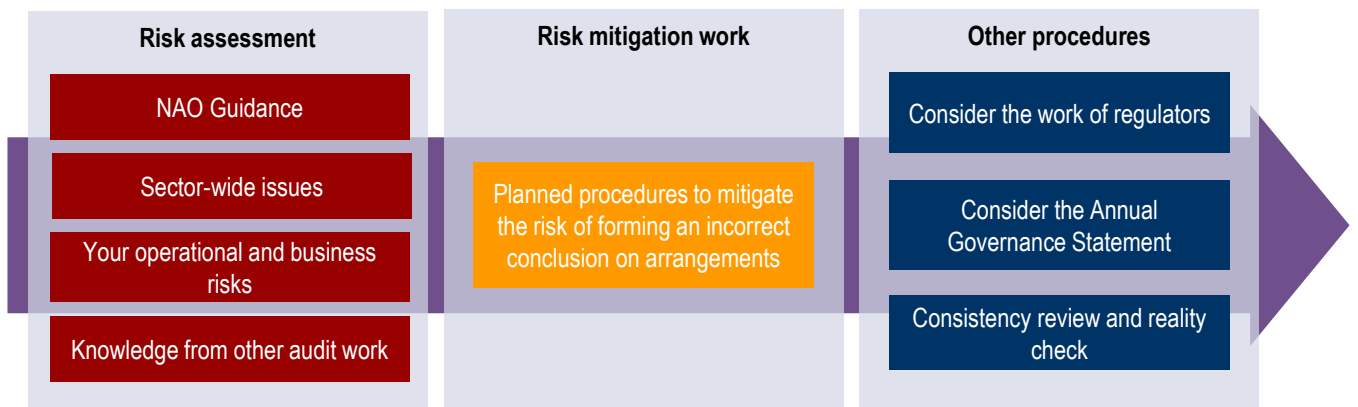 Risk assessment
NAO Guidance
Sector-wide issues
Your operational and business
risks
Knowledge from other audit work
Risk mitigation work
Planned procedures to mitigate
the risk of forming an incorrect
conclusion on arrangements
Other procedures
Consider the work of regulators
Consider the Annual
Governance Statement
Consistency review and reality
check